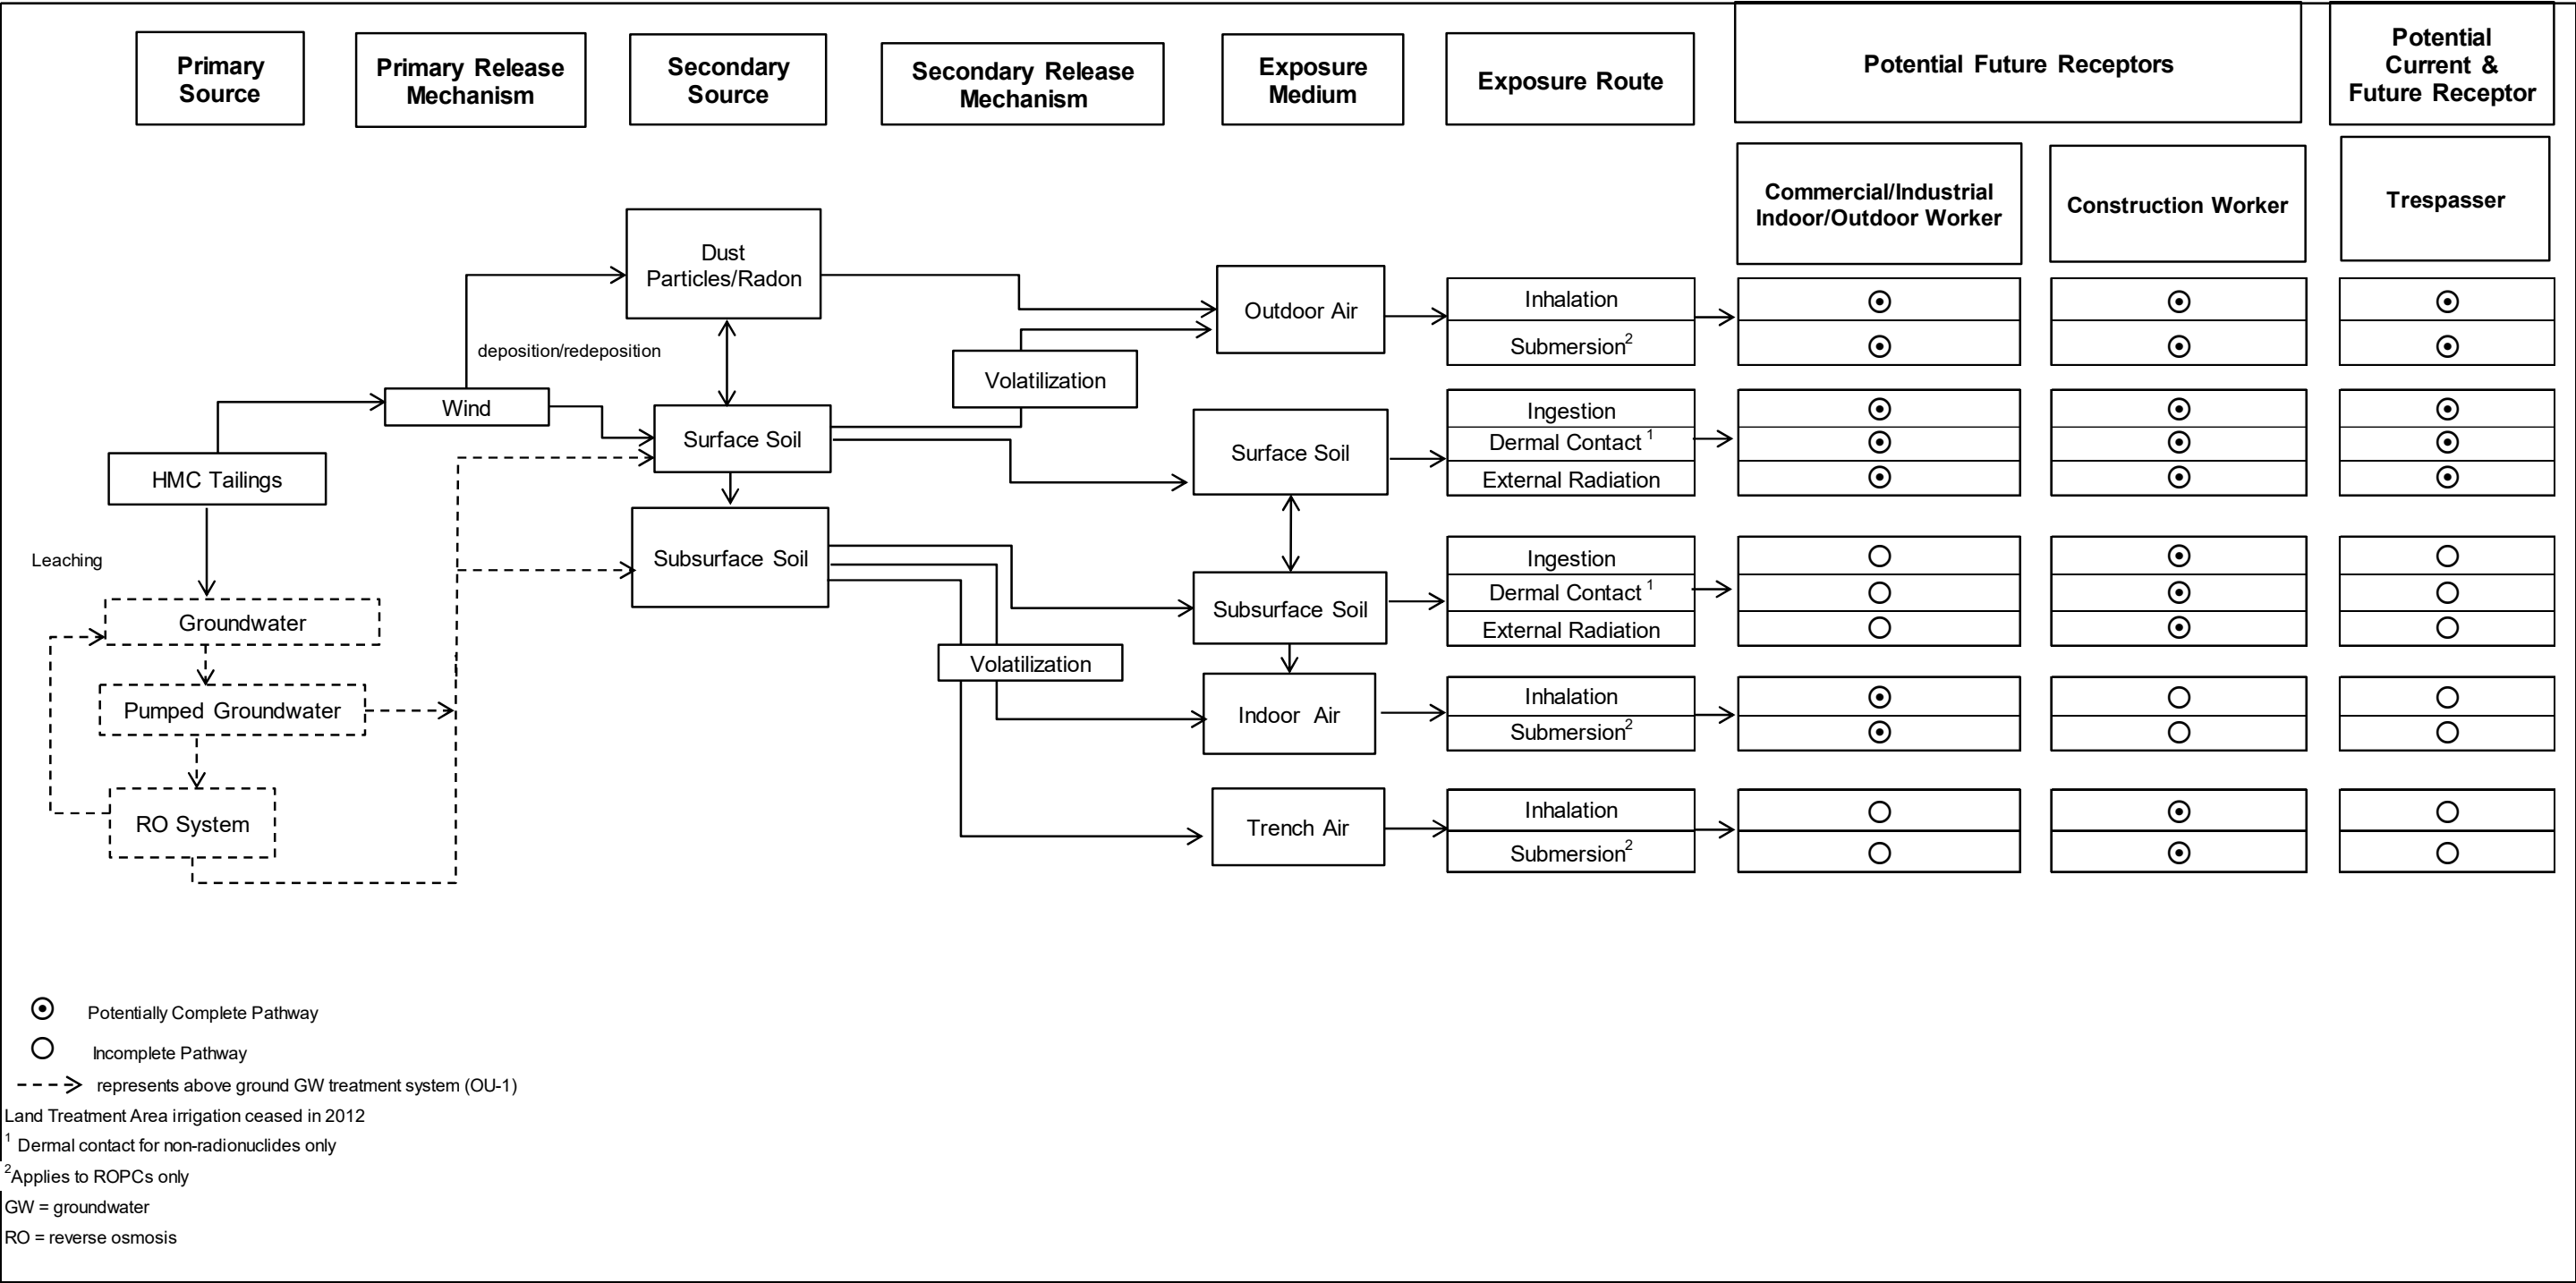 Primary
Source
Primary Release
Mechanism
Secondary
Source
Secondary Release
Mechanism
Exposure
Medium
Exposure Route
Potential Future Receptors
Potential
Current &
Future Receptor
Commercial/Industrial
Indoor/Outdoor Worker
Construction Worker
Trespasser
Dust
Particles/Radon
deposition/redeposition
Wind
Surface Soil
HMC Tailings
Leaching
Subsurface Soil
Groundwater
Pumped Groundwater
RO System
Volatilization
Volatilization
Outdoor Air
Inhalation
Submersion2
Surface Soil
Ingestion
Dermal Contact 1
External Radiation
Subsurface Soil
Ingestion
Dermal Contact 1
External Radiation
Indoor Air
Inhalation
Submersion2
Trench Air
Inhalation
Submersion2
Potentially Complete Pathway
Incomplete Pathway
represents above ground GW treatment system (OU-1)
Land Treatment Area irrigation ceased in 2012
1 Dermal contact for non-radionuclides only
2Applies to ROPCs only
GW = groundwater
RO = reverse osmosis